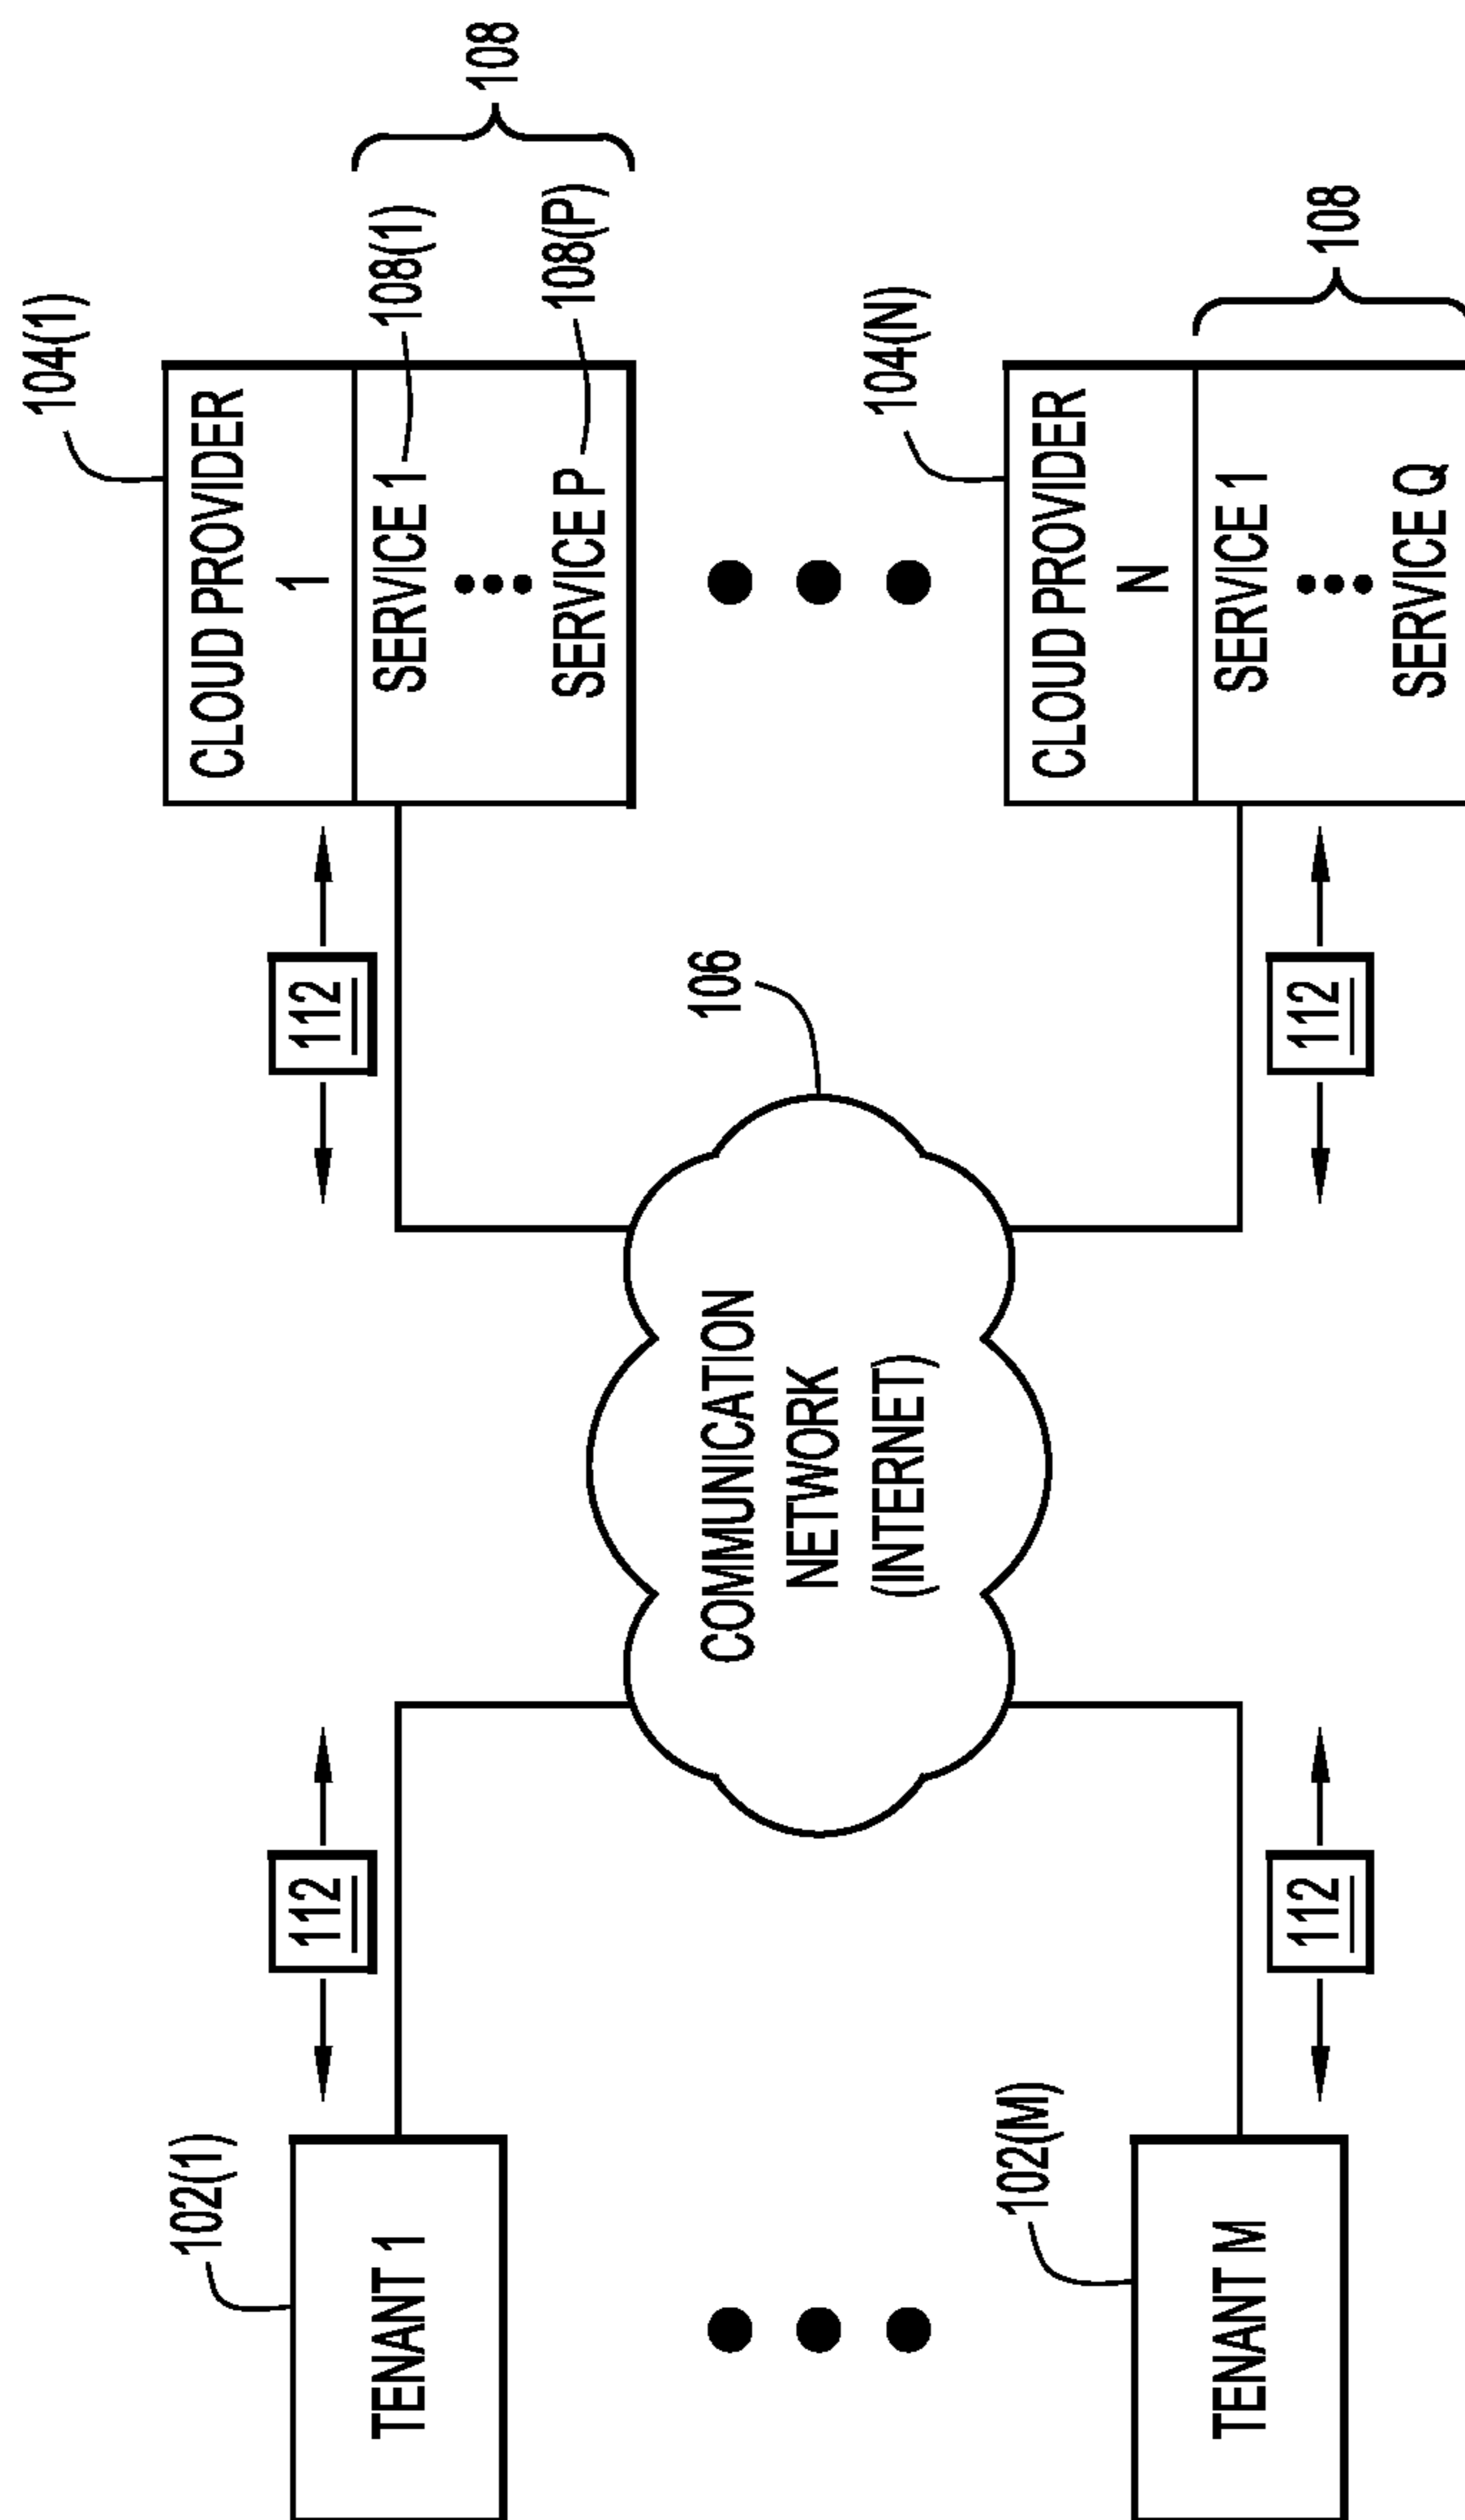 104(1)
CLOUD PROVIDER
1
SERVICE 1
SERVICE P
108(1)
108(P)
108
112
112
102(1)
TENANT 1
106
COMMUNICATION
NETWORK
(INTERNET)
104(N)
CLOUD PROVIDER
N
SERVICE 1
SERVICE Q
108
102(M)
TENANT M
112
112